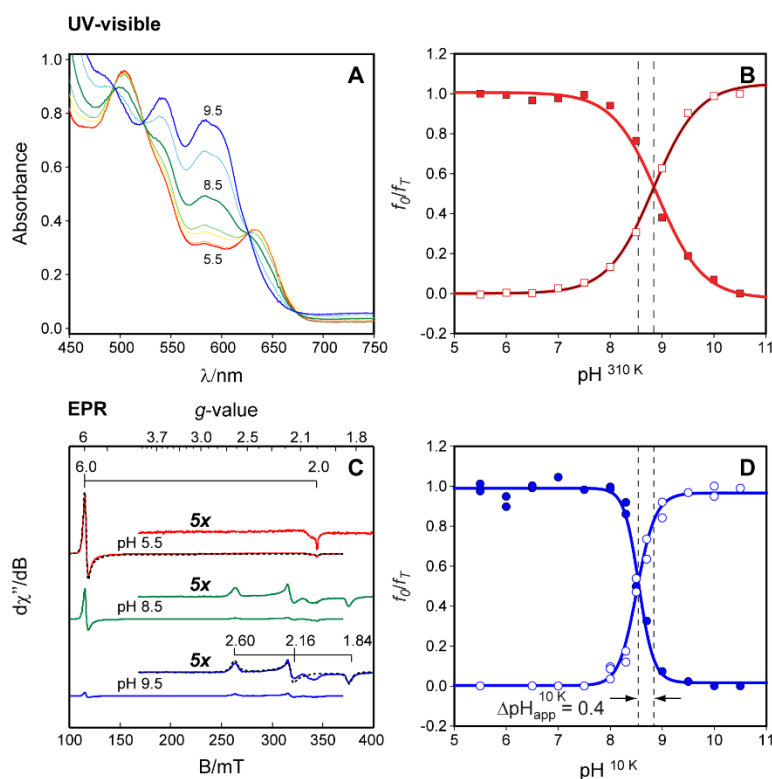 UV-visible
A
1.0
0.8
0.6
0.4
0.2
0.0
Absorbance
9.5
8.5
5.5
450 500 550 600 650 700 750
λ/nm
B
1.2
1.0
0.8
0.6
0.4
0.2
0.0
-0.2
f0/fT
5 6 7 8 9 10 11
pH 310 K
EPR
g-value
6 3.7 3.0 2.5 2.1 1.8
C
6.0 2.0
5x
pH 5.5
5x
pH 8.5
2.60 2.16 1.84
5x
pH 9.5
dχ''/dB
100 150 200 250 300 350 400
B/mT
D
1.2
1.0
0.8
0.6
0.4
0.2
0.0
-0.2
f0/fT
ΔpH app 10 K = 0.4
5 6 7 8 9 10 11
pH 10 K